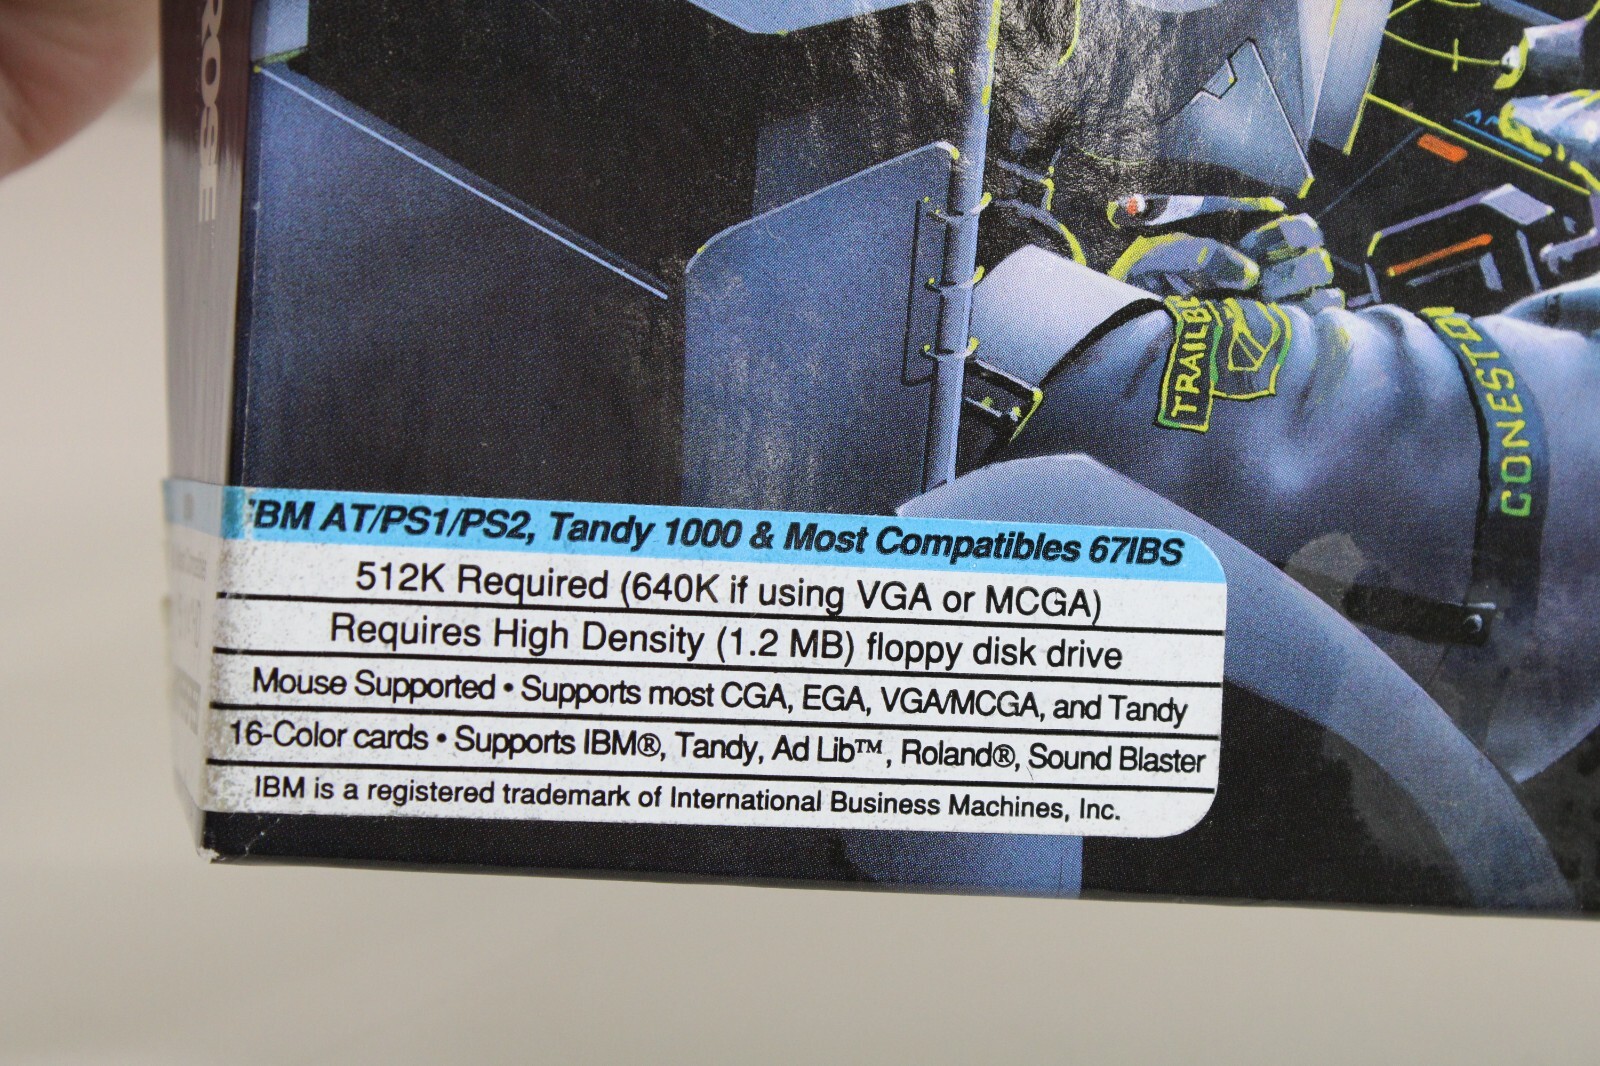 ROSE
TRAILB
CONESTO
IBM AT/PS1/PS2, Tandy 1000 & Most Compatibles 67IBS
512K Required (640K if using VGA or MCGA)
Requires High Density (1.2 MB) floppy disk drive
Mouse Supported • Supports most CGA, EGA, VGA/MCGA, and Tandy
16-Color cards • Supports IBM®, Tandy, Ad Lib™, Roland®, Sound Blaster
IBM is a registered trademark of International Business Machines, Inc.